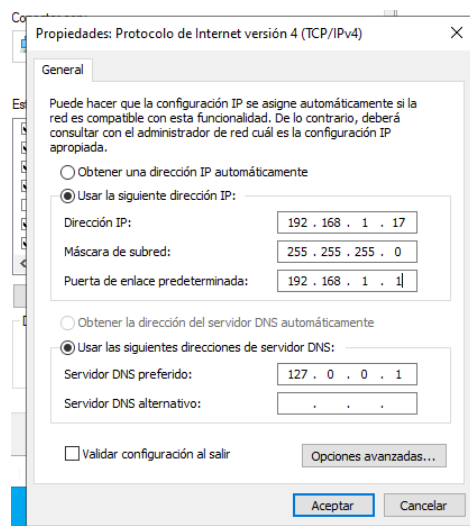 Propiedades: Protocolo de Internet versión 4 (TCP/IPv4)
General
Puede hacer que la configuración IP se asigne automáticamente si la
red es compatible con esta funcionalidad. De lo contrario, deberá
consultar con el administrador de red cuál es la configuración IP
apropiada.
Obtener una dirección IP automáticamente
Usar la siguiente dirección IP:
Dirección IP: 192 . 168 . 1 . 17
Máscara de subred: 255 . 255 . 255 . 0
Puerta de enlace predeterminada: 192 . 168 . 1 . 1
Obtener la dirección del servidor DNS automáticamente
Usar las siguientes direcciones de servidor DNS:
Servidor DNS preferido: 127 . 0 . 0 . 1
Servidor DNS alternativo: . . .
Validar configuración al salir
Opciones avanzadas...
Aceptar Cancelar